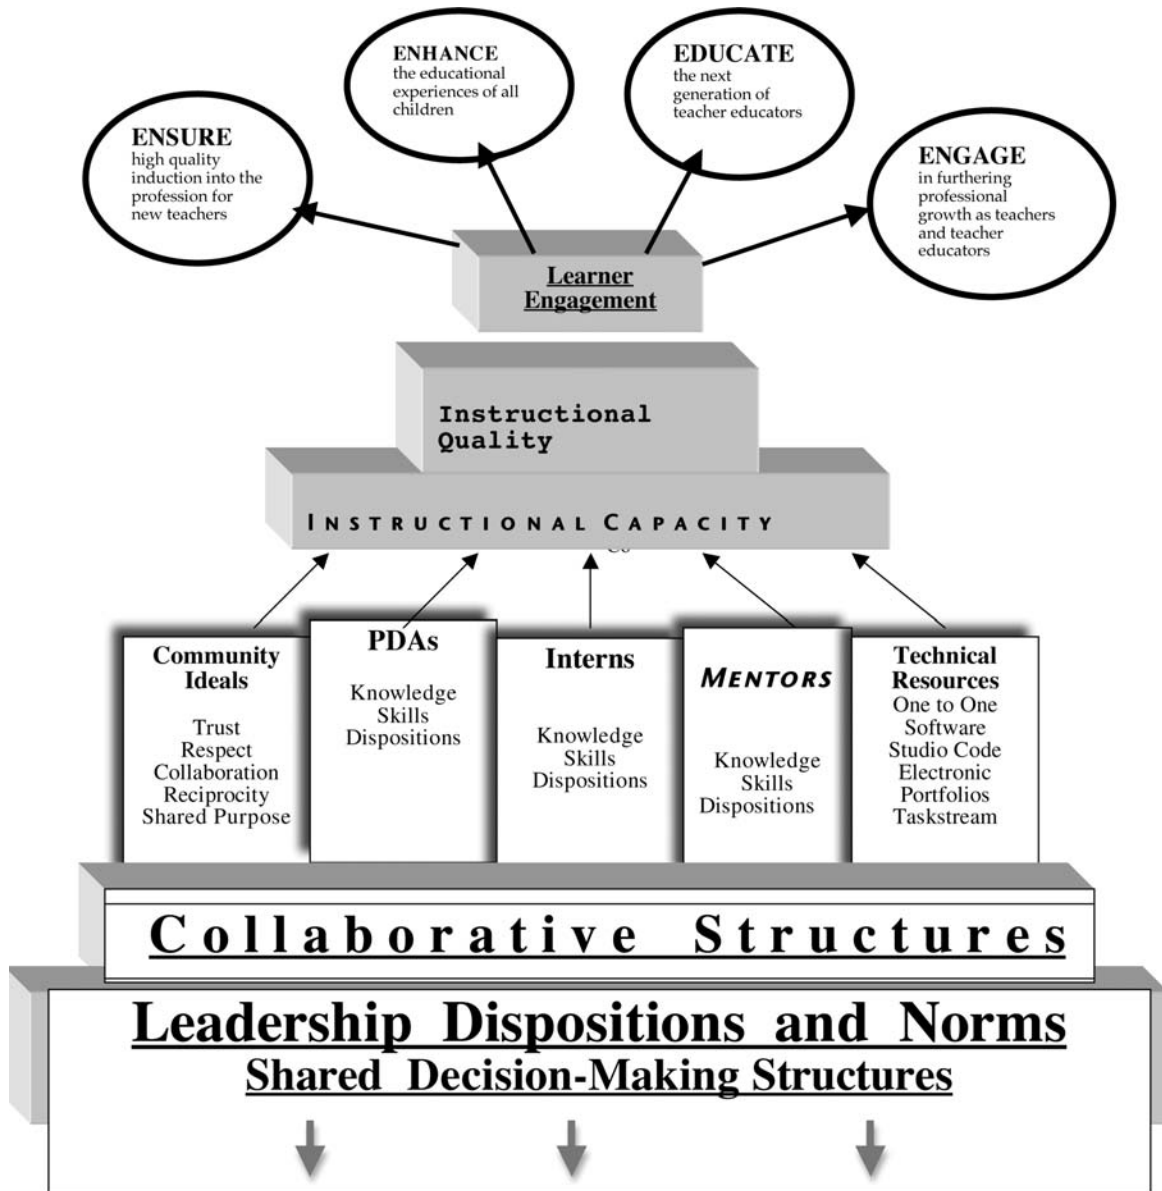 ENHANCE
the educational
experiences of all
children
EDUCATE
the next
generation of
teacher educators
ENSURE
high quality
induction into the
profession for
new teachers
ENGAGE
in furthering
professional
growth as teachers
and teacher
educators
Learner
Engagement
Instructional
Quality
INSTRUCTIONAL CAPACITY
Community
Ideals
Trust
Respect
Collaboration
Reciprocity
Shared Purpose
PDAs
Knowledge
Skills
Dispositions
Interns
Knowledge
Skills
Dispositions
MENTORS
Knowledge
Skills
Dispositions
Technical
Resources
One to One
Software
Studio Code
Electronic
Portfolios
Taskstream
Collaborative Structures
Leadership Dispositions and Norms
Shared Decision-Making Structures